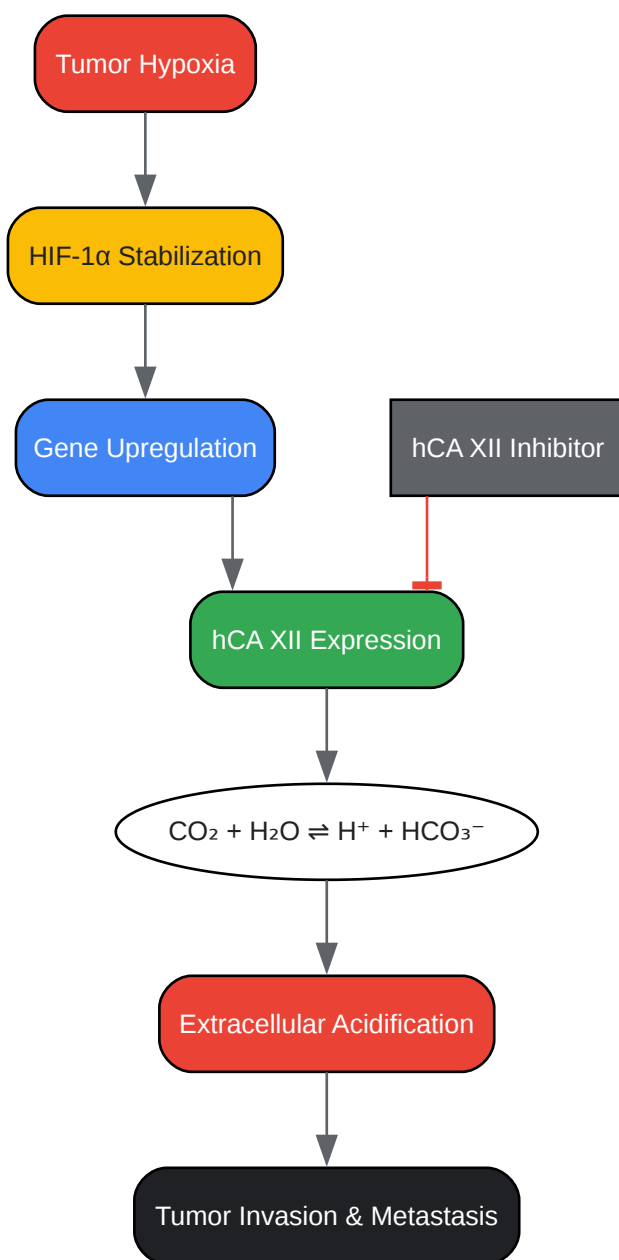 Tumor Hypoxia
HIF-1α Stabilization
Gene Upregulation
hCA XII Inhibitor
hCA XII Expression
CO₂ + H₂O ⇌ H⁺ + HCO₃⁻
Extracellular Acidification
Tumor Invasion & Metastasis